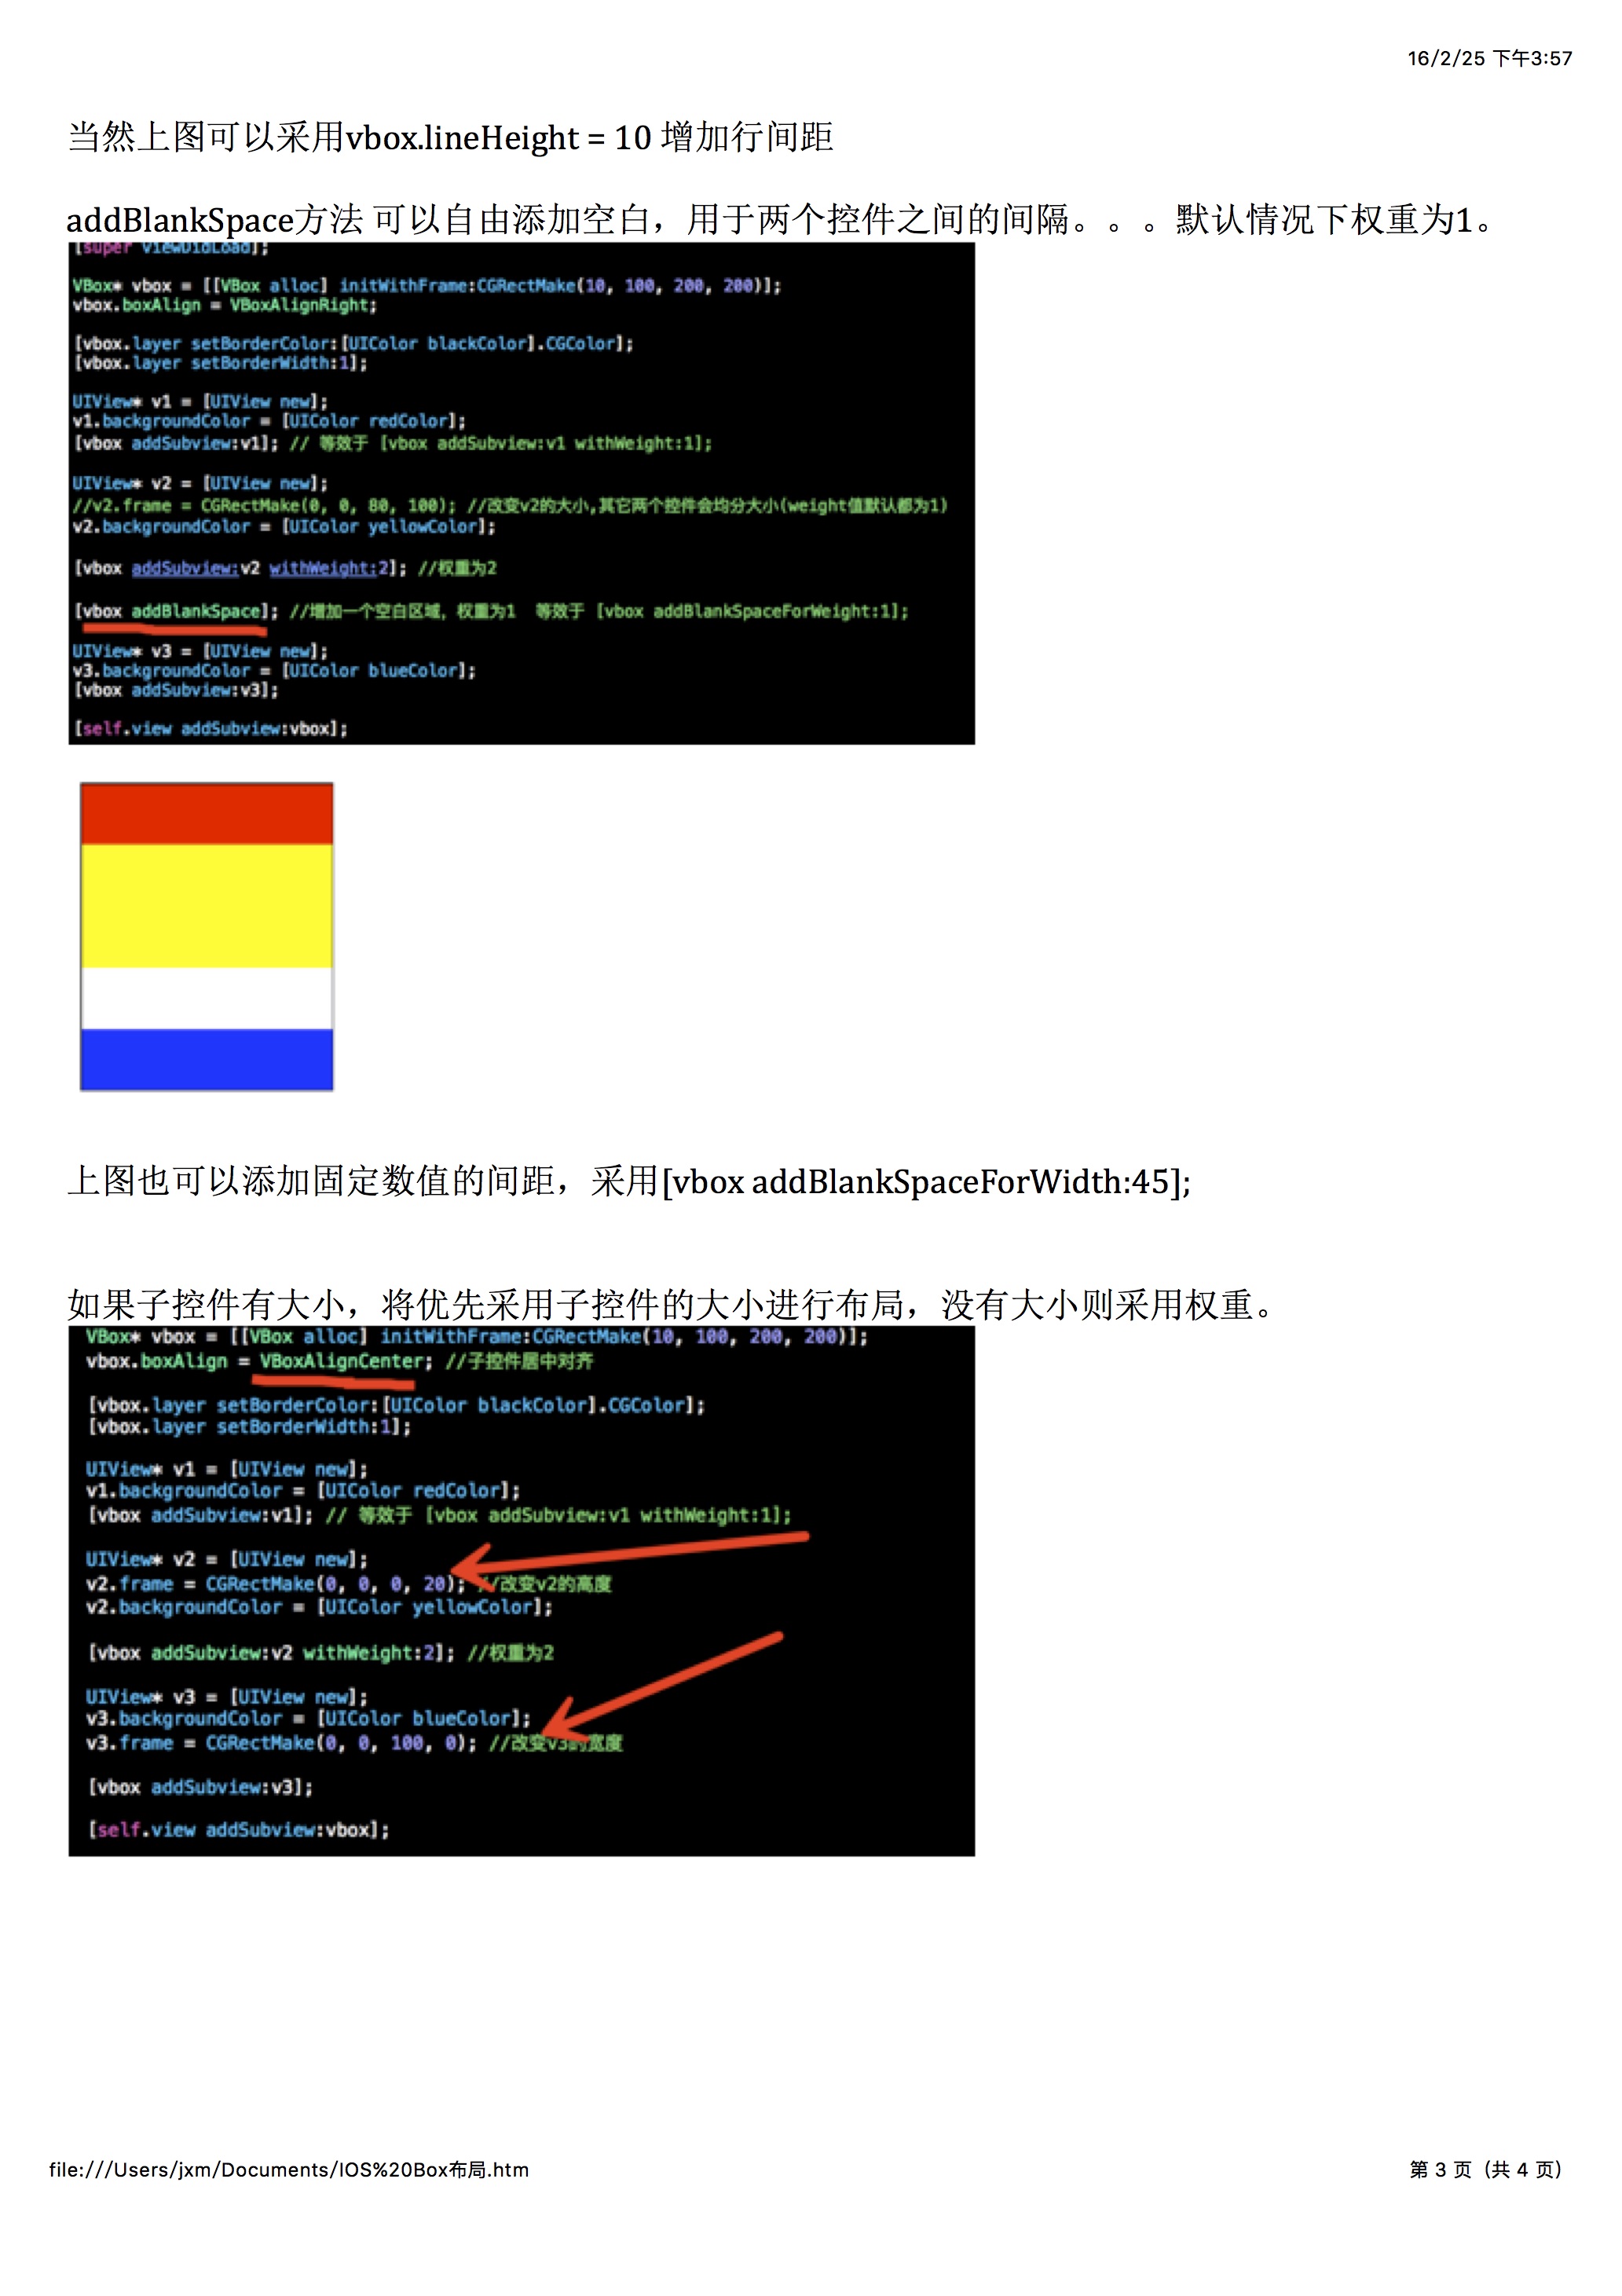 16/2/25 下午3:57
当然上图可以采用vbox.lineHeight = 10 增加行间距
addBlankSpace方法 可以自由添加空白，用于两个控件之间的间隔。。。默认情况下权重为1。
[super viewDidLoad];
VBox* vbox = [[VBox alloc] initWithFrame:CGRectMake(10, 100, 200, 200)];
vbox.boxAlign = VBoxAlignRight;
[vbox.layer setBorderColor:[UIColor blackColor].CGColor];
[vbox.layer setBorderWidth:1];
UIView* v1 = [UIView new];
v1.backgroundColor = [UIColor redColor];
[vbox addSubview:v1]; // 等效于 [vbox addSubview:v1 withWeight:1];
UIView* v2 = [UIView new];
//v2.frame = CGRectMake(0, 0, 80, 100); //改变v2的大小,其它两个控件会均分大小(weight值默认都为1)
v2.backgroundColor = [UIColor yellowColor];
[vbox addSubview:v2 withWeight:2]; //权重为2
[vbox addBlankSpace]; //增加一个空白区域，权重为1 等效于 [vbox addBlankSpaceForWeight:1];
UIView* v3 = [UIView new];
v3.backgroundColor = [UIColor blueColor];
[vbox addSubview:v3];
[self.view addSubview:vbox];
上图也可以添加固定数值的间距，采用[vbox addBlankSpaceForWidth:45];
如果子控件有大小，将优先采用子控件的大小进行布局，没有大小则采用权重。
VBox* vbox = [[VBox alloc] initWithFrame:CGRectMake(10, 100, 200, 200)];
vbox.boxAlign = VBoxAlignCenter; //子控件居中对齐
[vbox.layer setBorderColor:[UIColor blackColor].CGColor];
[vbox.layer setBorderWidth:1];
UIView* v1 = [UIView new];
v1.backgroundColor = [UIColor redColor];
[vbox addSubview:v1]; // 等效于 [vbox addSubview:v1 withWeight:1];
UIView* v2 = [UIView new];
v2.frame = CGRectMake(0, 0, 0, 20); //改变v2的高度
v2.backgroundColor = [UIColor yellowColor];
[vbox addSubview:v2 withWeight:2]; //权重为2
UIView* v3 = [UIView new];
v3.backgroundColor = [UIColor blueColor];
v3.frame = CGRectMake(0, 0, 100, 0); //改变v3的宽度
[vbox addSubview:v3];
[self.view addSubview:vbox];
file:///Users/jxm/Documents/IOS%20Box布局.htm
第 3 页（共 4 页）